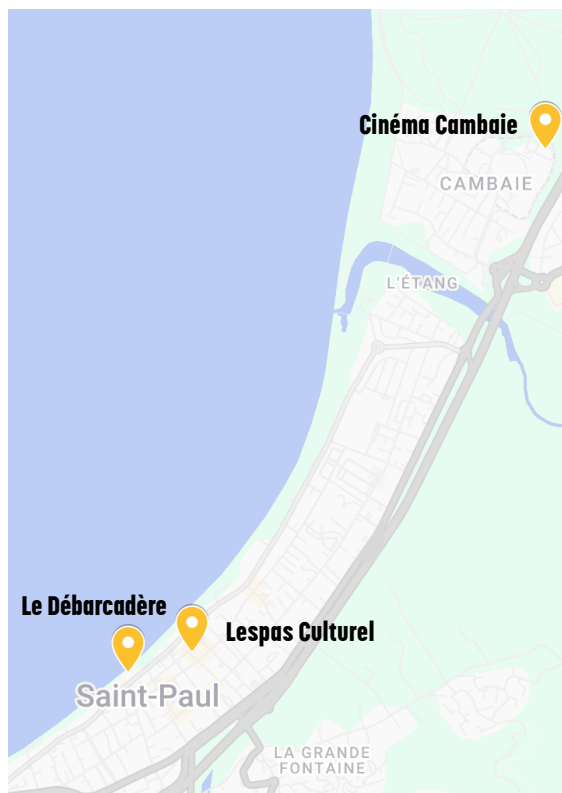 Cinéma Cambaie
CAMBAIE
L'ÉTANG
Le Débarcadère
Lespas Culturel
Saint-Paul
LA GRANDE
FONTAINE